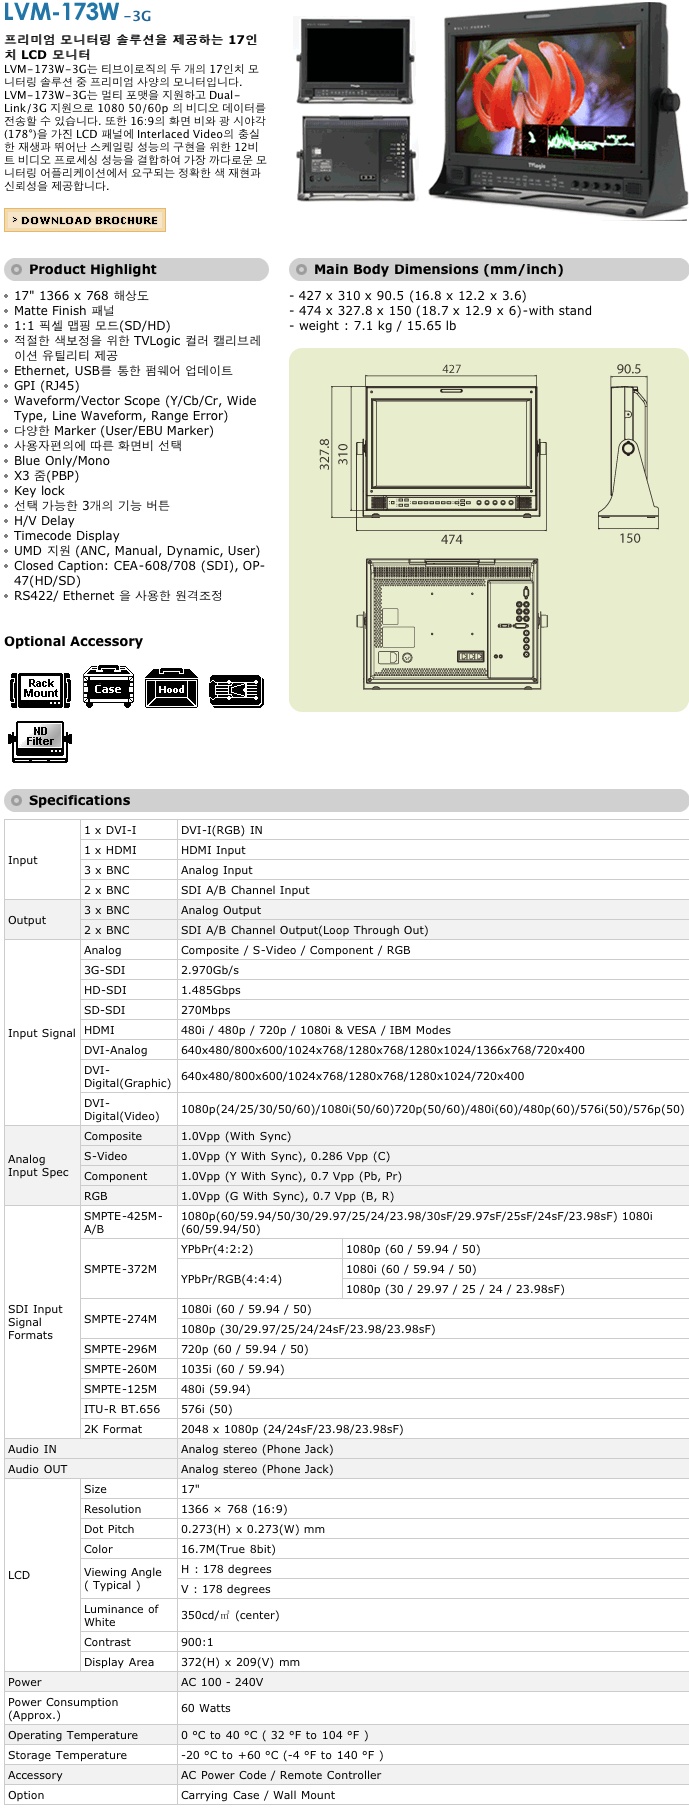 LVM-173W -3G
프리미엄 모니터링 솔루션을 제공하는 17인
치 LCD 모니터
LVM-173W-3G는 티브이로직의 두 개의 17인치 모
니터링 솔루션 중 프리미엄 사양의 모니터입니다.
LVM-173W-3G는 멀티 포맷을 지원하고 Dual-
Link/3G 지원으로 1080 50/60p 의 비디오 데이터를
전송할 수 있습니다. 또한 16:9의 화면 비와 광 시야각
(178°)을 가진 LCD 패널에 Interlaced Video의 충실
한 재생과 뛰어난 스케일링 성능의 구현을 위한 12비
트 비디오 프로세싱 성능을 결합하여 가장 까다로운 모
니터링 어플리케이션에서 요구되는 정확한 색 재현과
신뢰성을 제공합니다.
> DOWNLOAD BROCHURE
MULTI FORMAT
TVlogic
Product Highlight
17" 1366 x 768 해상도
Matte Finish 패널
1:1 픽셀 맵핑 모드(SD/HD)
적절한 색보정을 위한 TVLogic 컬러 캘리브레
이션 유틸리티 제공
Ethernet, USB를 통한 펌웨어 업데이트
GPI (RJ45)
Waveform/Vector Scope (Y/Cb/Cr, Wide
Type, Line Waveform, Range Error)
다양한 Marker (User/EBU Marker)
사용자편의에 따른 화면비 선택
Blue Only/Mono
X3 줌(PBP)
Key lock
선택 가능한 3개의 기능 버튼
H/V Delay
Timecode Display
UMD 지원 (ANC, Manual, Dynamic, User)
Closed Caption: CEA-608/708 (SDI), OP-
47(HD/SD)
RS422/ Ethernet 을 사용한 원격조정
Optional Accessory
Rack
Mount
Case
Hood
ND
Filter
Main Body Dimensions (mm/inch)
- 427 x 310 x 90.5 (16.8 x 12.2 x 3.6)
- 474 x 327.8 x 150 (18.7 x 12.9 x 6)-with stand
- weight : 7.1 kg / 15.65 lb
427
90.5
327.8
310
474
150
Specifications
Input
1 x DVI-I DVI-I(RGB) IN
1 x HDMI HDMI Input
3 x BNC Analog Input
2 x BNC SDI A/B Channel Input
Output
3 x BNC Analog Output
2 x BNC SDI A/B Channel Output(Loop Through Out)
Input Signal
Analog Composite / S-Video / Component / RGB
3G-SDI 2.970Gb/s
HD-SDI 1.485Gbps
SD-SDI 270Mbps
HDMI 480i / 480p / 720p / 1080i & VESA / IBM Modes
DVI-Analog 640x480/800x600/1024x768/1280x768/1280x1024/1366x768/720x400
DVI-
Digital(Graphic) 640x480/800x600/1024x768/1280x768/1280x1024/720x400
DVI-
Digital(Video) 1080p(24/25/30/50/60)/1080i(50/60)720p(50/60)/480i(60)/480p(60)/576i(50)/576p(50)
Analog
Input Spec
Composite 1.0Vpp (With Sync)
S-Video 1.0Vpp (Y With Sync), 0.286 Vpp (C)
Component 1.0Vpp (Y With Sync), 0.7 Vpp (Pb, Pr)
RGB 1.0Vpp (G With Sync), 0.7 Vpp (B, R)
SDI Input
Signal
Formats
SMPTE-425M-
A/B
1080p(60/59.94/50/30/29.97/25/24/23.98/30sF/29.97sF/25sF/24sF/23.98sF) 1080i
(60/59.94/50)
SMPTE-372M
YPbPr(4:2:2) 1080p (60 / 59.94 / 50)
YPbPr/RGB(4:4:4)
1080i (60 / 59.94 / 50)
1080p (30 / 29.97 / 25 / 24 / 23.98sF)
SMPTE-274M
1080i (60 / 59.94 / 50)
1080p (30/29.97/25/24/24sF/23.98/23.98sF)
SMPTE-296M 720p (60 / 59.94 / 50)
SMPTE-260M 1035i (60 / 59.94)
SMPTE-125M 480i (59.94)
ITU-R BT.656 576i (50)
2K Format 2048 x 1080p (24/24sF/23.98/23.98sF)
Audio IN Analog stereo (Phone Jack)
Audio OUT Analog stereo (Phone Jack)
LCD
Size 17"
Resolution 1366 × 768 (16:9)
Dot Pitch 0.273(H) x 0.273(W) mm
Color 16.7M(True 8bit)
Viewing Angle
( Typical )
H : 178 degrees
V : 178 degrees
Luminance of
White
350cd/㎡ (center)
Contrast 900:1
Display Area 372(H) x 209(V) mm
Power AC 100 - 240V
Power Consumption
(Approx.)
60 Watts
Operating Temperature 0 °C to 40 °C ( 32 °F to 104 °F )
Storage Temperature -20 °C to +60 °C (-4 °F to 140 °F )
Accessory AC Power Code / Remote Controller
Option Carrying Case / Wall Mount